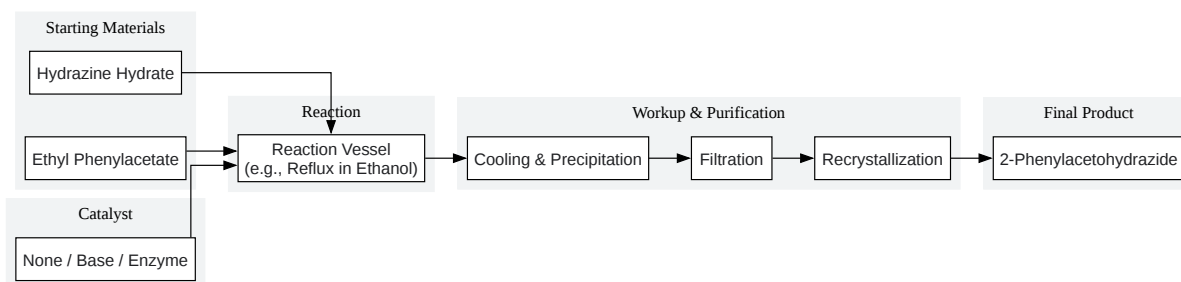 Starting Materials
Hydrazine Hydrate
Ethyl Phenylacetate
Catalyst
None / Base / Enzyme
Reaction
Reaction Vessel
(e.g., Reflux in Ethanol)
Workup & Purification
Cooling & Precipitation
Filtration
Recrystallization
Final Product
2-Phenylacetohydrazide